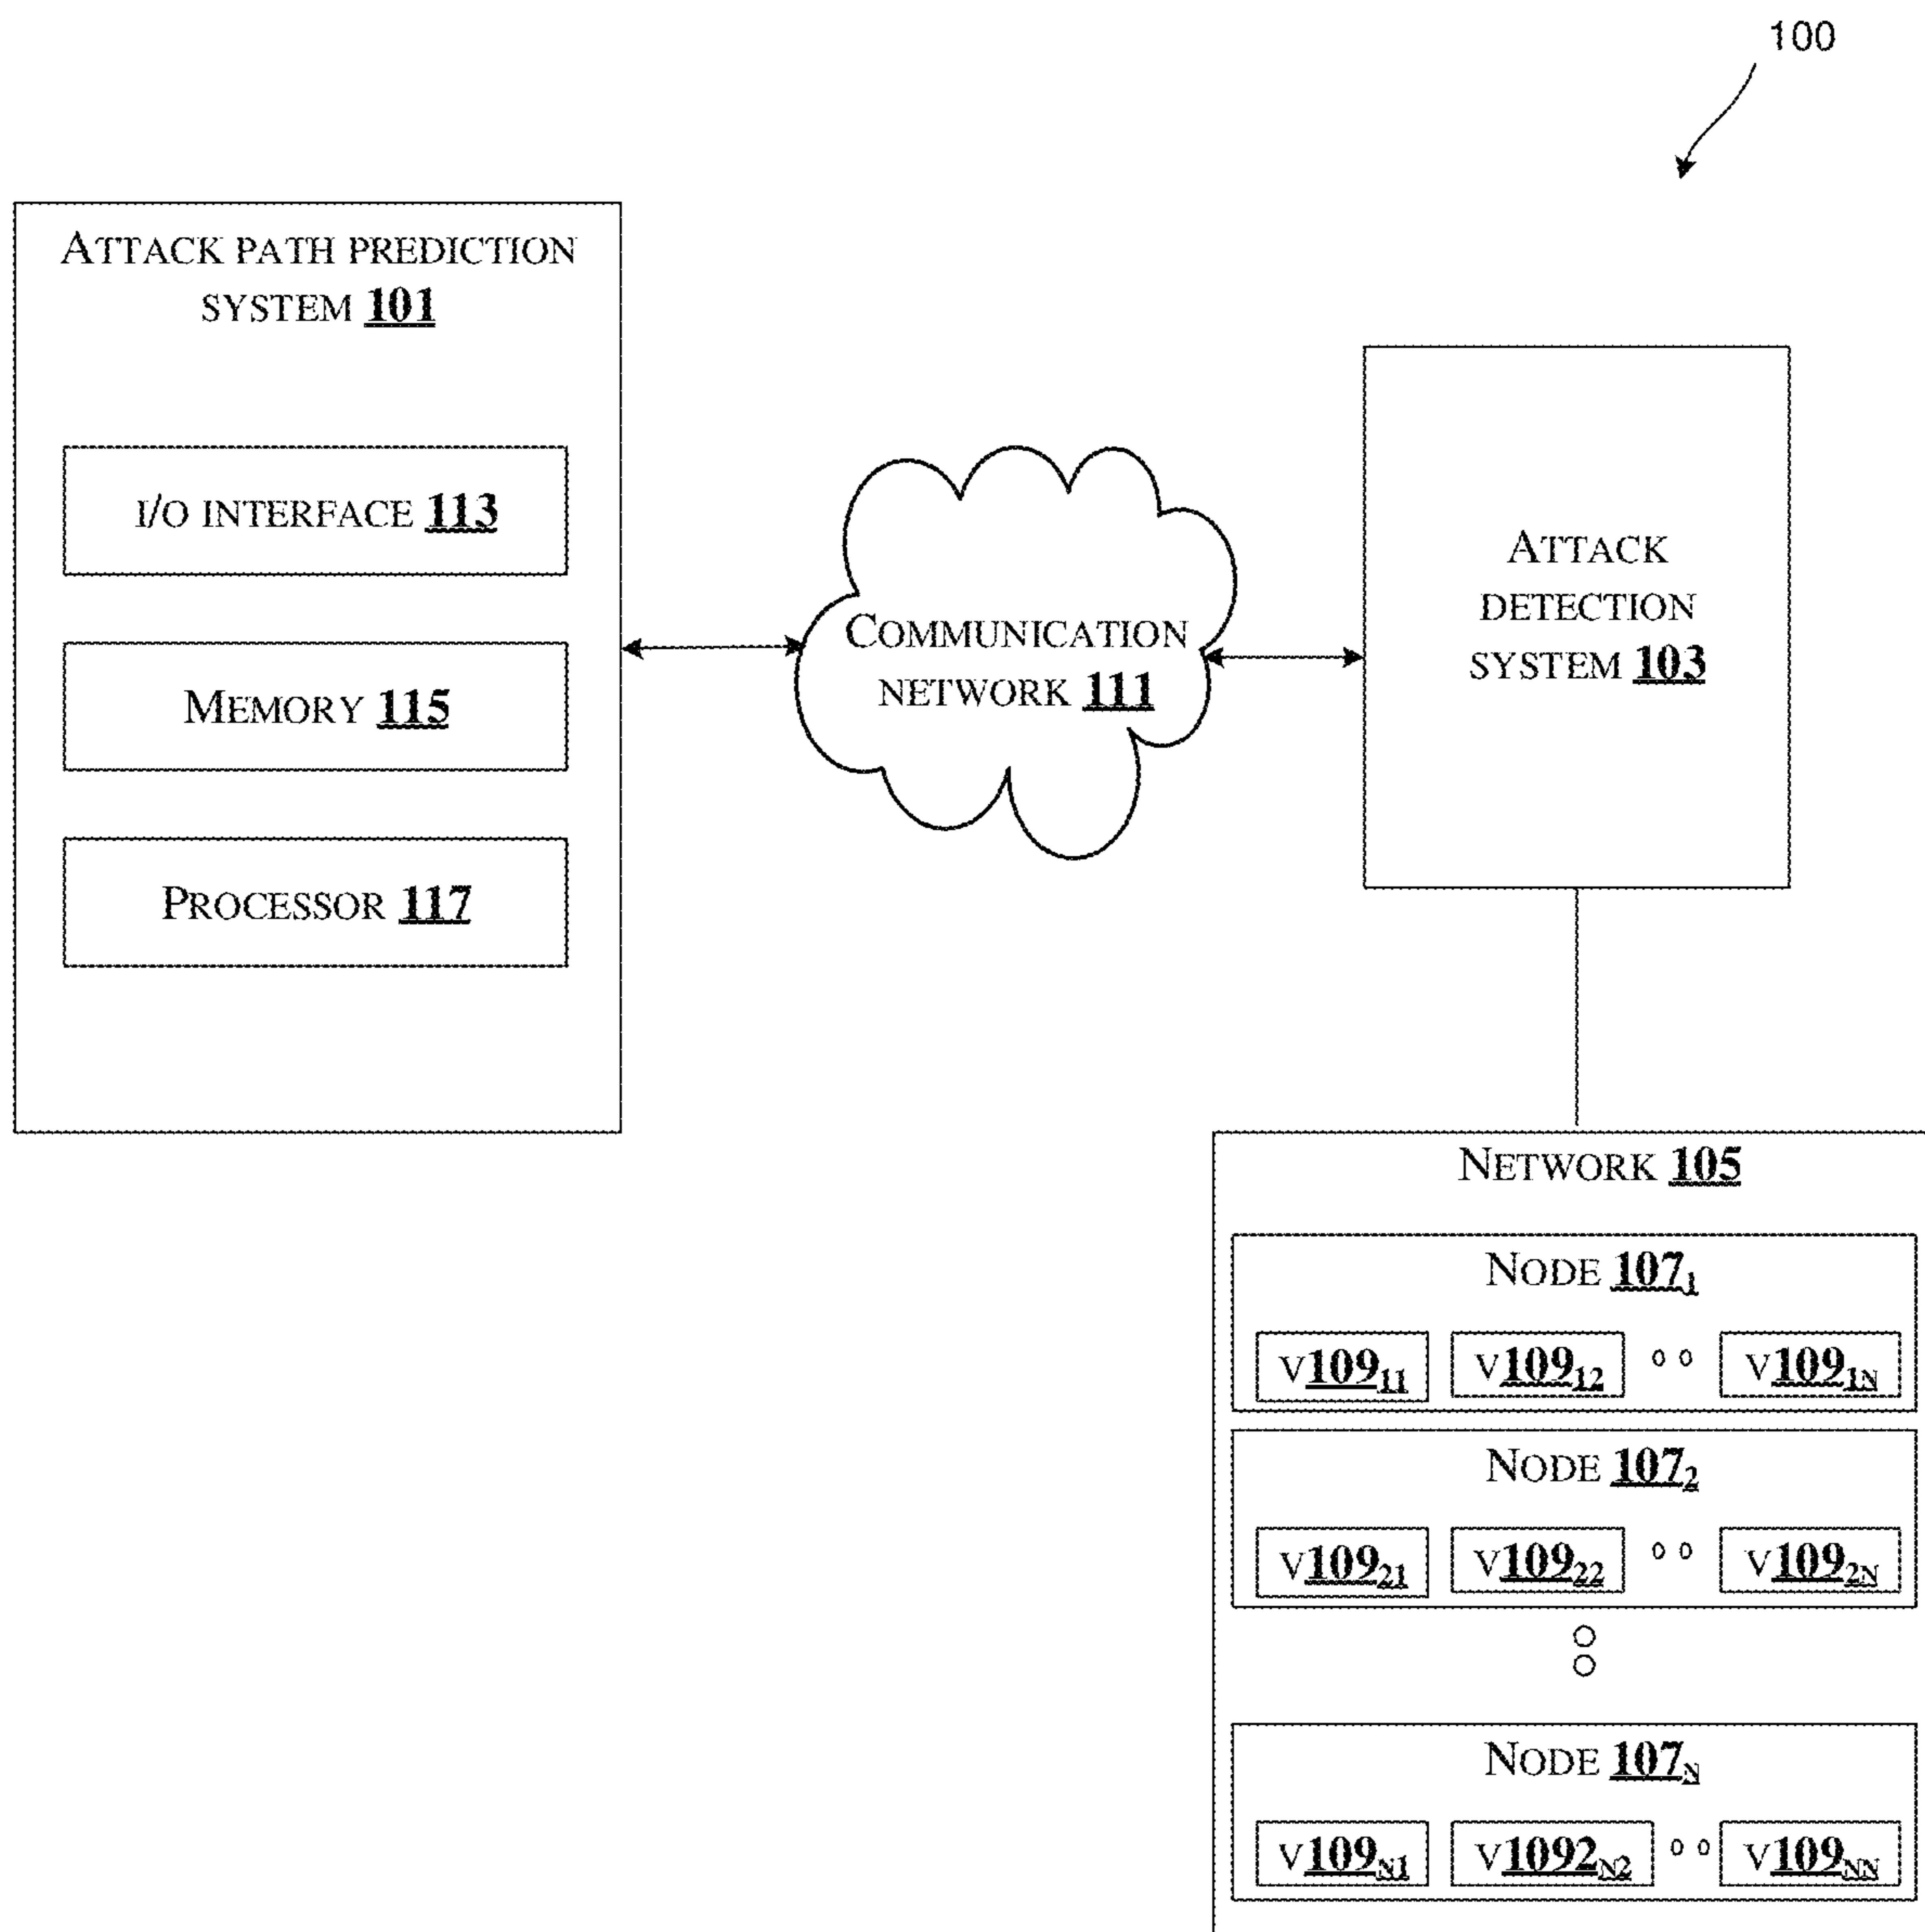 100
ATTACK PATH PREDICTION
SYSTEM 101
I/O INTERFACE 113
MEMORY 115
PROCESSOR 117
COMMUNICATION
NETWORK 111
ATTACK
DETECTION
SYSTEM 103
NETWORK 105
NODE 107₁
V109₁₁ V109₁₂ V109₁N
NODE 107₂
V109₂₁ V109₂₂ V109₂N
NODE 107N
V109N₁ V1092N₂ V109NN